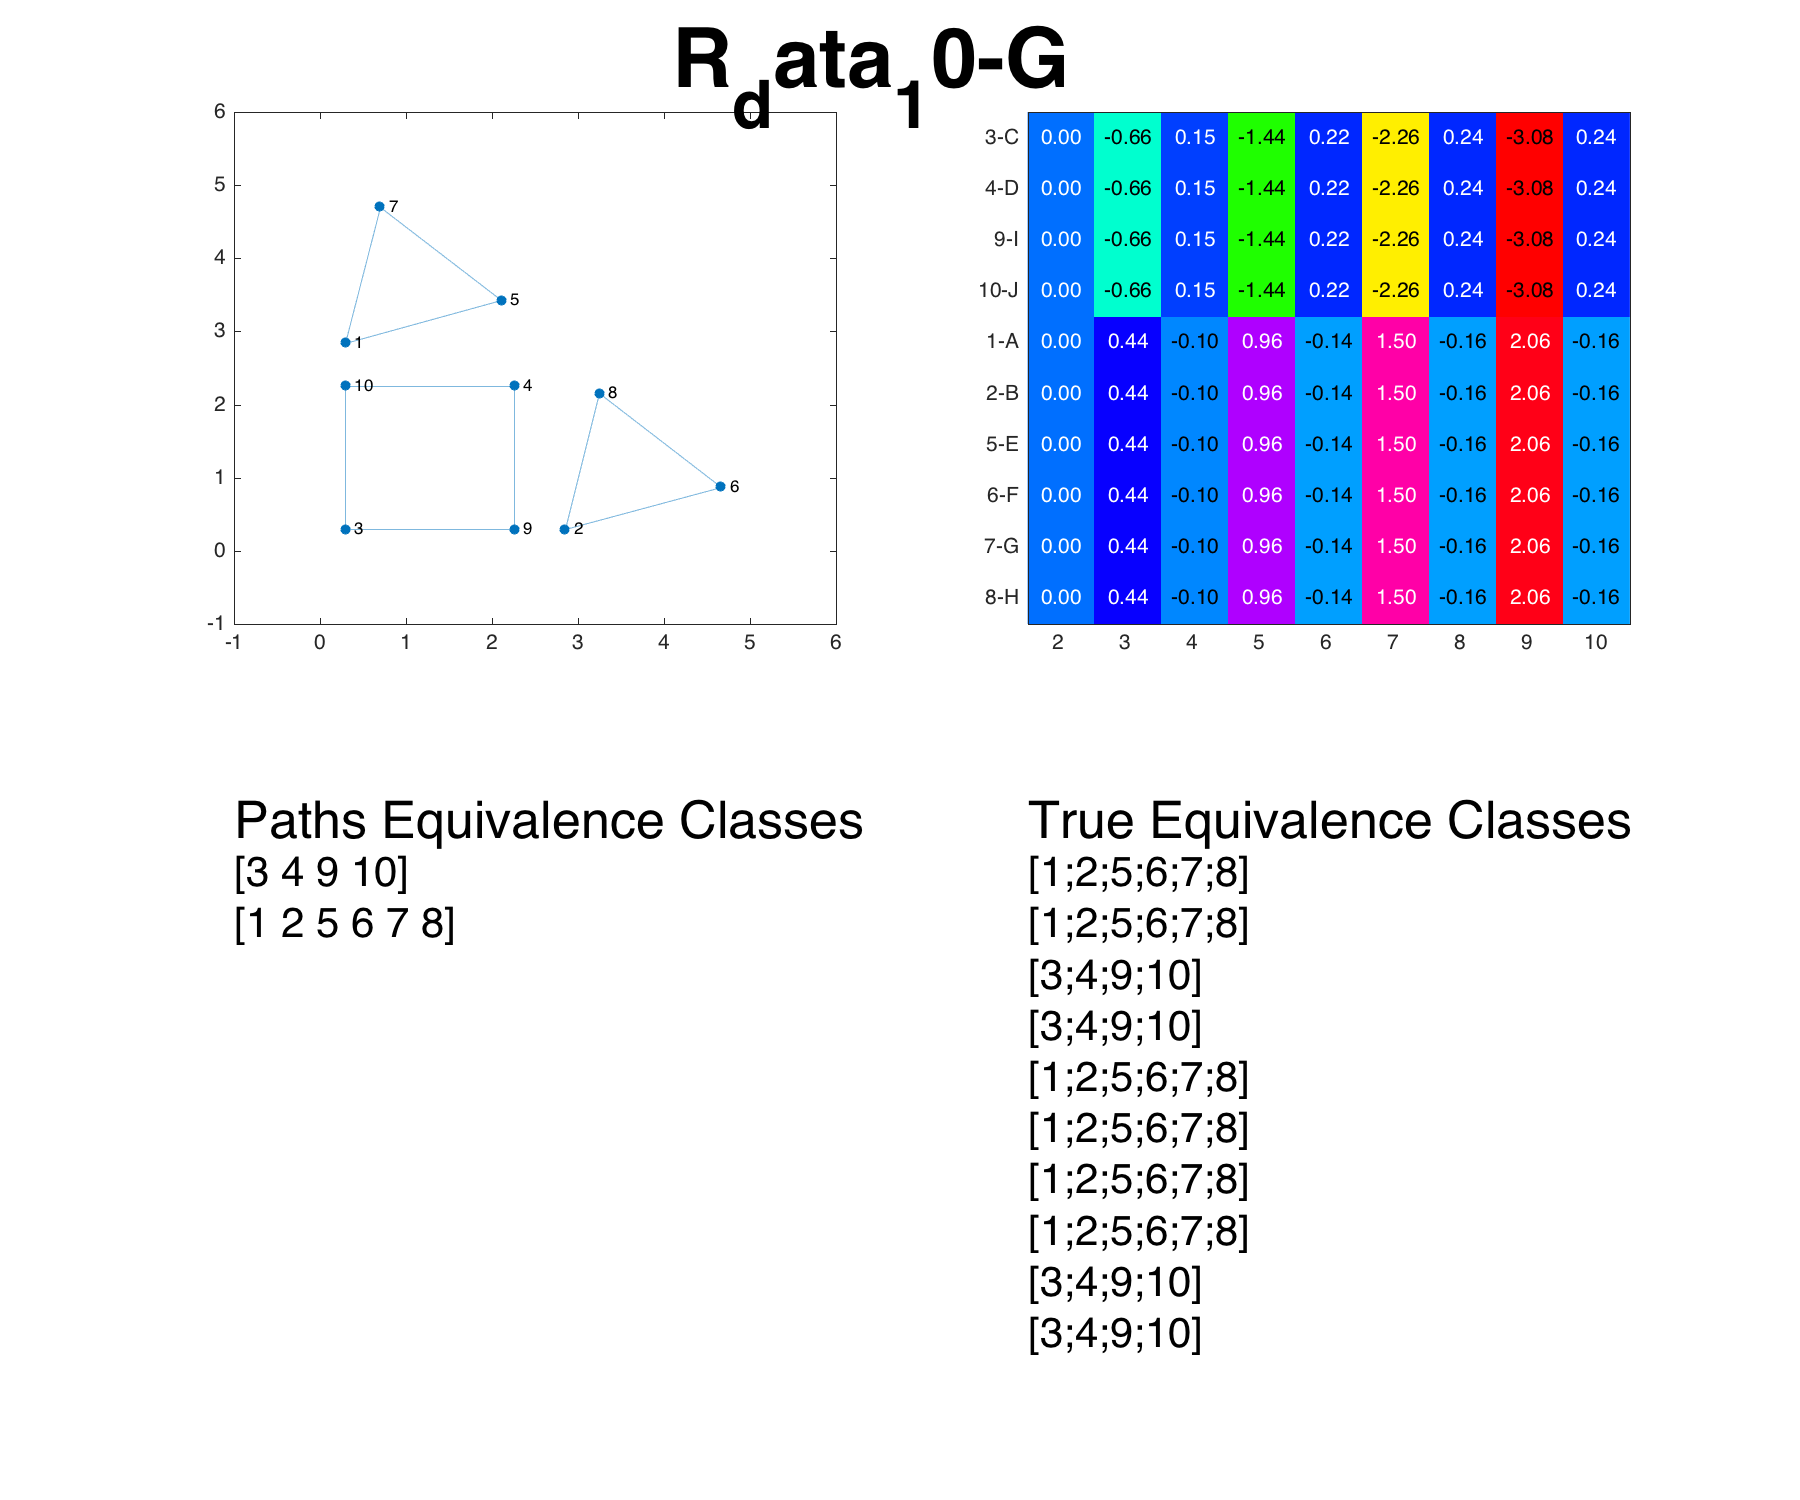 R_data_10-G
6
5
4
3
2
1
0
-1
-1 0 1 2 3 4 5 6
7
5
1
10 4
8
6
3 9 2
3-C 0.00 -0.66 0.15 -1.44 0.22 -2.26 0.24 -3.08 0.24
4-D 0.00 -0.66 0.15 -1.44 0.22 -2.26 0.24 -3.08 0.24
9-I 0.00 -0.66 0.15 -1.44 0.22 -2.26 0.24 -3.08 0.24
10-J 0.00 -0.66 0.15 -1.44 0.22 -2.26 0.24 -3.08 0.24
1-A 0.00 0.44 -0.10 0.96 -0.14 1.50 -0.16 2.06 -0.16
2-B 0.00 0.44 -0.10 0.96 -0.14 1.50 -0.16 2.06 -0.16
5-E 0.00 0.44 -0.10 0.96 -0.14 1.50 -0.16 2.06 -0.16
6-F 0.00 0.44 -0.10 0.96 -0.14 1.50 -0.16 2.06 -0.16
7-G 0.00 0.44 -0.10 0.96 -0.14 1.50 -0.16 2.06 -0.16
8-H 0.00 0.44 -0.10 0.96 -0.14 1.50 -0.16 2.06 -0.16
2 3 4 5 6 7 8 9 10
Paths Equivalence Classes
[3 4 9 10]
[1 2 5 6 7 8]
True Equivalence Classes
[1;2;5;6;7;8]
[1;2;5;6;7;8]
[3;4;9;10]
[3;4;9;10]
[1;2;5;6;7;8]
[1;2;5;6;7;8]
[1;2;5;6;7;8]
[1;2;5;6;7;8]
[3;4;9;10]
[3;4;9;10]